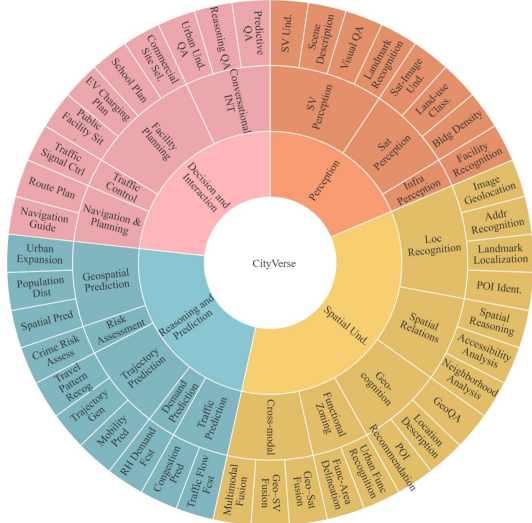 CityVerse
Perception
SV
Perception
SV Und.
Scene
Description
Visual QA
Landmark
Recognition
Sat
Perception
Sat-Image
Und.
Land-use
Class.
Bldg Density
Infra
Perception
Facility
Recognition
Spatial Und.
Loc
Recognition
Image
Geolocation
Addr
Recognition
Landmark
Localization
POI Ident.
Spatial
Relations
Spatial
Reasoning
Accessibility
Analysis
Neighborhood
Analysis
Geo-
cognition
GeoQA
Location
Description
POI
Recommendation
Functional
Zoning
Urban Func
Recognition
Func-Area
Delineation
Cross-modal
Geo-Sat
Fusion
Geo-SV
Fusion
Multimodal
Fusion
Reasoning and
Prediction
Traffic
Prediction
Traffic Flow
Fcst
Congestion
Pred
Demand
Prediction
RH Demand
Fcst
Trajectory
Prediction
Mobility
Pred
Trajectory
Gen
Travel
Pattern
Recog
Risk
Assessment
Crime Risk
Assess
Geospatial
Prediction
Spatial Pred
Population
Dist
Urban
Expansion
Decision and
Interaction
Navigation &
Planning
Navigation
Guide
Route Plan
Traffic
Control
Traffic
Signal Ctrl
Facility
Planning
Public
Facility Sit
EV Charging
Plan
School Plan
Commercial
Site Sel.
Conversational
INT
Urban Und.
QA
Reasoning QA
Predictive
QA